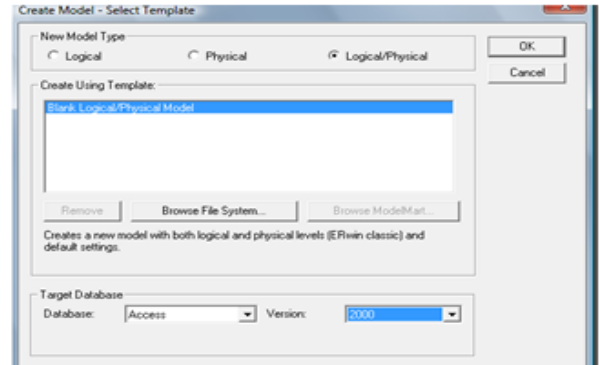 Create Model - Select Template
New Model Type
Logical
Physical
Logical/Physical
OK
Cancel
Create Using Template:
Blank Logical/Physical Model
Remove
Browse File System...
Browse ModelMart...
Creates a new model with both logical and physical levels (ERwin classic) and
default settings.
Target Database
Database: Access Version: 2000